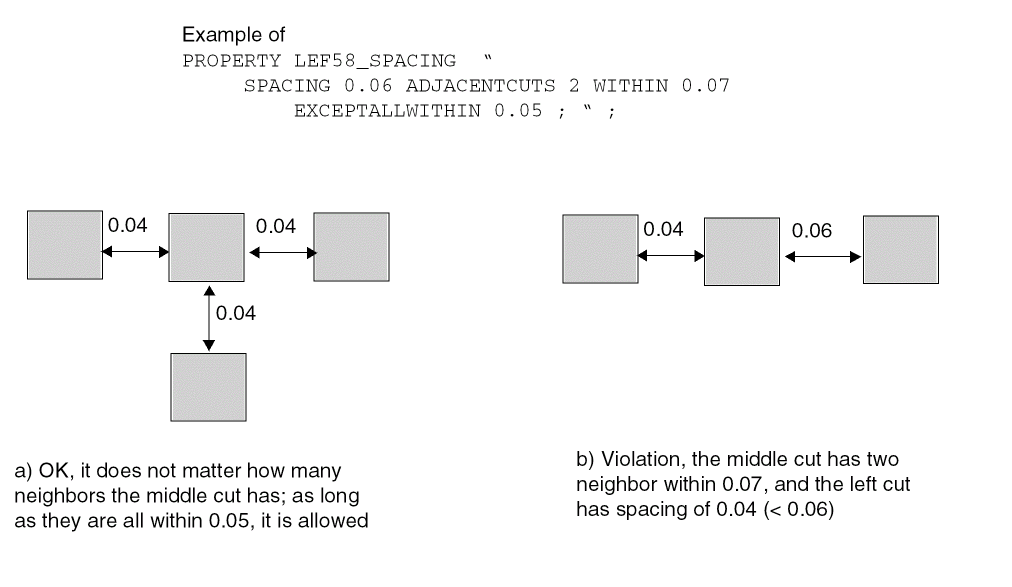 Example of
PROPERTY LEF58_SPACING "
SPACING 0.06 ADJACENTCUTS 2 WITHIN 0.07
EXCEPTALLWITHIN 0.05 ; " ;
0.04
0.04
0.04
a) OK, it does not matter how many
neighbors the middle cut has; as long
as they are all within 0.05, it is allowed
0.04
0.06
b) Violation, the middle cut has two
neighbor within 0.07, and the left cut
has spacing of 0.04 (< 0.06)